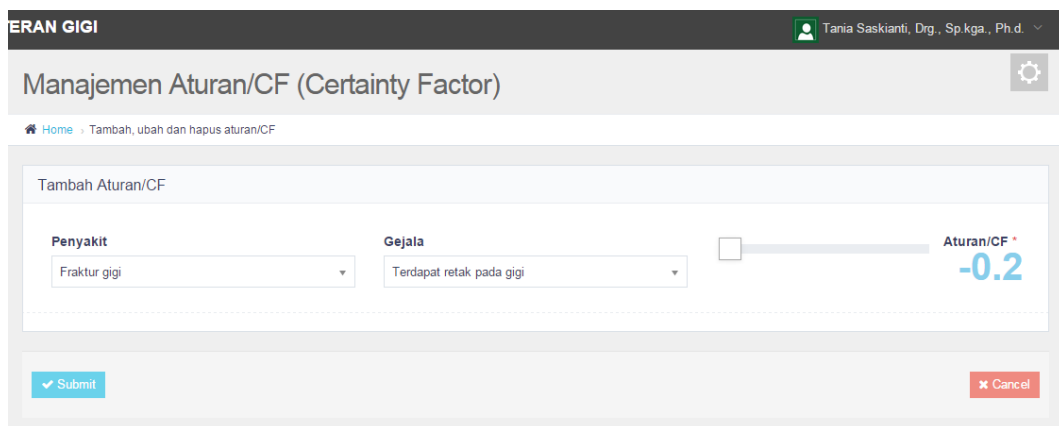 TERAN GIGI
Tania Saskianti, Drg., Sp.kga., Ph.d.
Manajemen Aturan/CF (Certainty Factor)
Home › Tambah, ubah dan hapus aturan/CF
Tambah Aturan/CF
Penyakit Gejala Aturan/CF *
Fraktur gigi Terdapat retak pada gigi -0.2
Submit Cancel